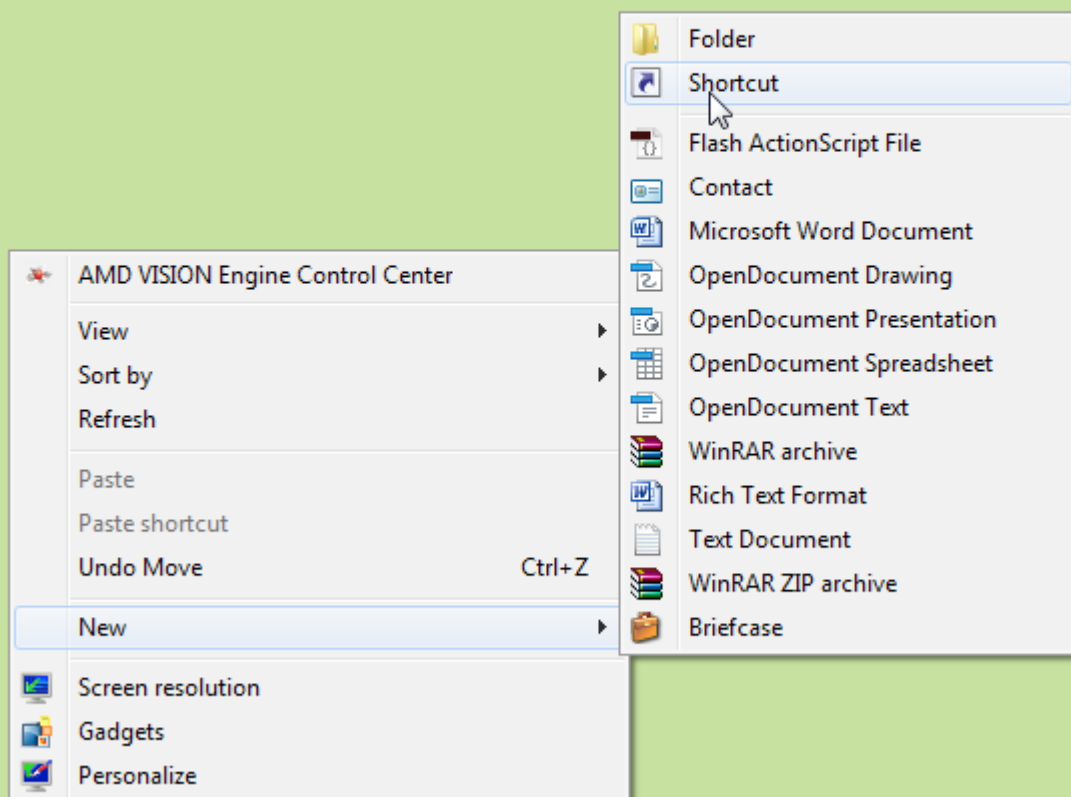 Folder
Shortcut
Flash ActionScript File
Contact
Microsoft Word Document
OpenDocument Drawing
OpenDocument Presentation
OpenDocument Spreadsheet
OpenDocument Text
WinRAR archive
Rich Text Format
Text Document
WinRAR ZIP archive
Briefcase
AMD VISION Engine Control Center
View
Sort by
Refresh
Paste
Paste shortcut
Undo Move Ctrl+Z
New
Screen resolution
Gadgets
Personalize